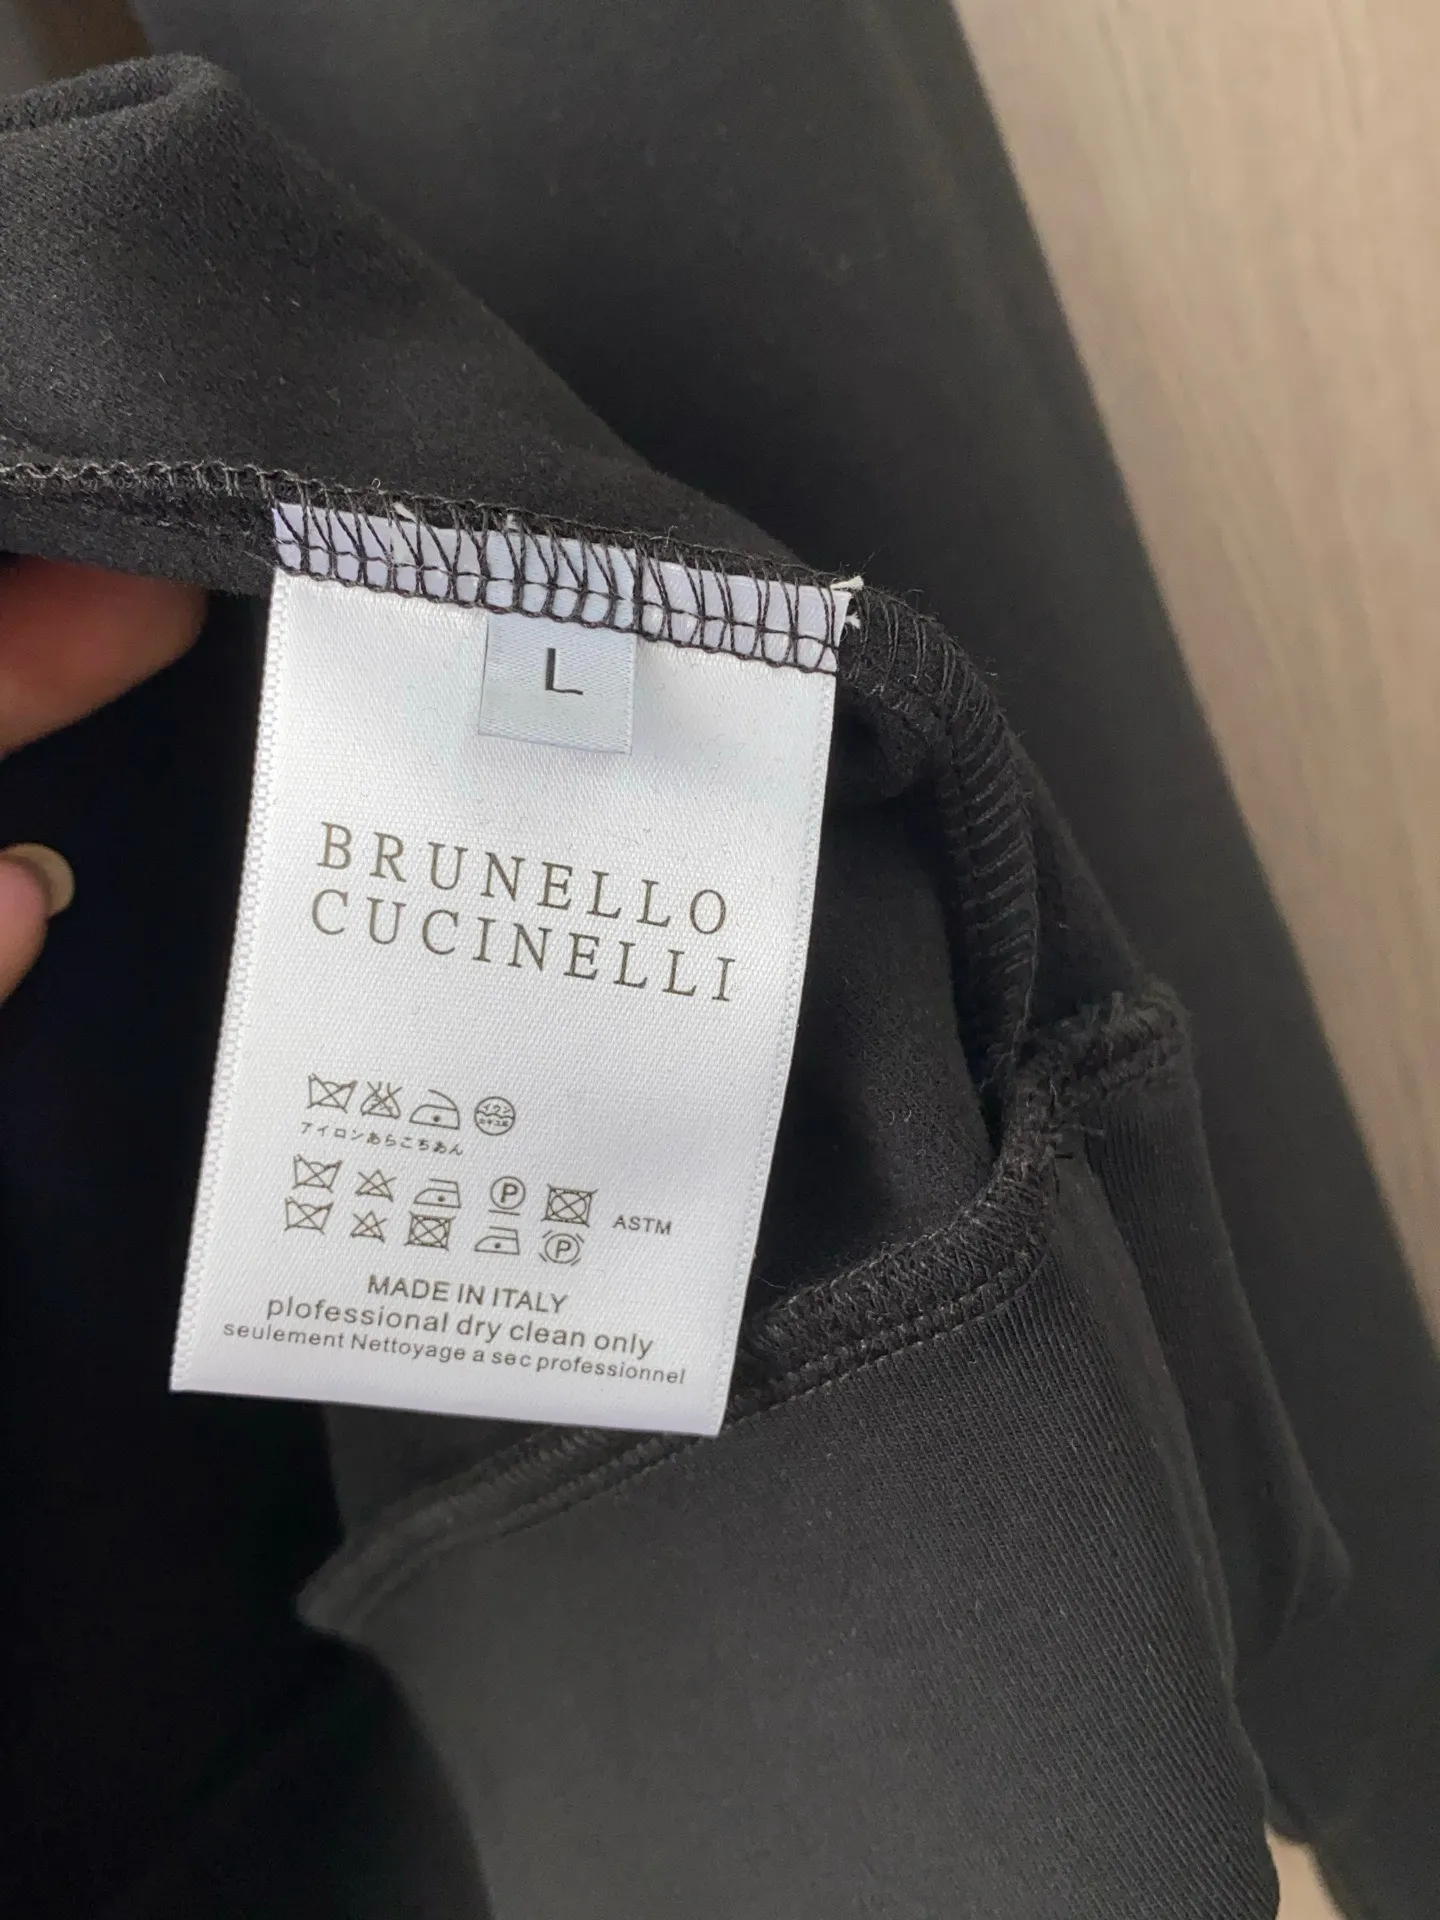 L
BRUNELLO
CUCINELLI
アイロンあらこちあん
P
ASTM
P
MADE IN ITALY
plofessional dry clean only
seulement Nettoyage a sec professionnel